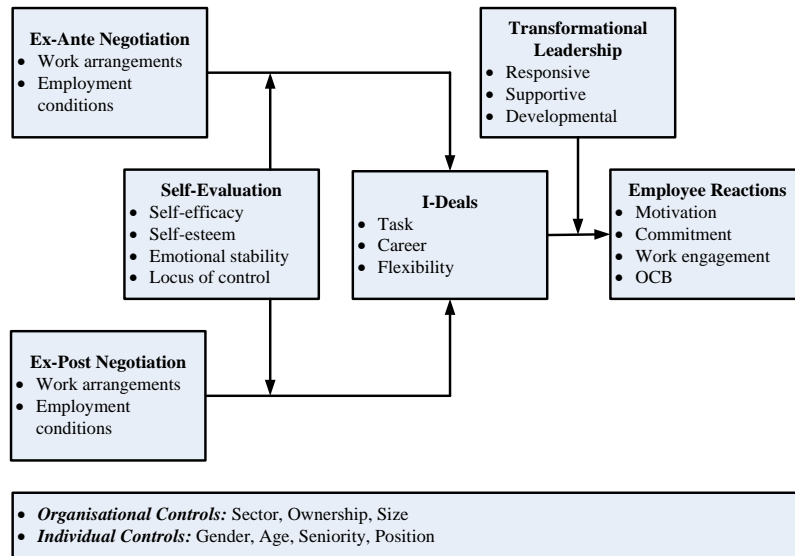 Ex-Ante Negotiation
• Work arrangements
• Employment
conditions
Transformational
Leadership
• Responsive
• Supportive
• Developmental
Self-Evaluation
• Self-efficacy
• Self-esteem
• Emotional stability
• Locus of control
I-Deals
• Task
• Career
• Flexibility
Employee Reactions
• Motivation
• Commitment
• Work engagement
• OCB
Ex-Post Negotiation
• Work arrangements
• Employment
conditions
• Organisational Controls: Sector, Ownership, Size
• Individual Controls: Gender, Age, Seniority, Position